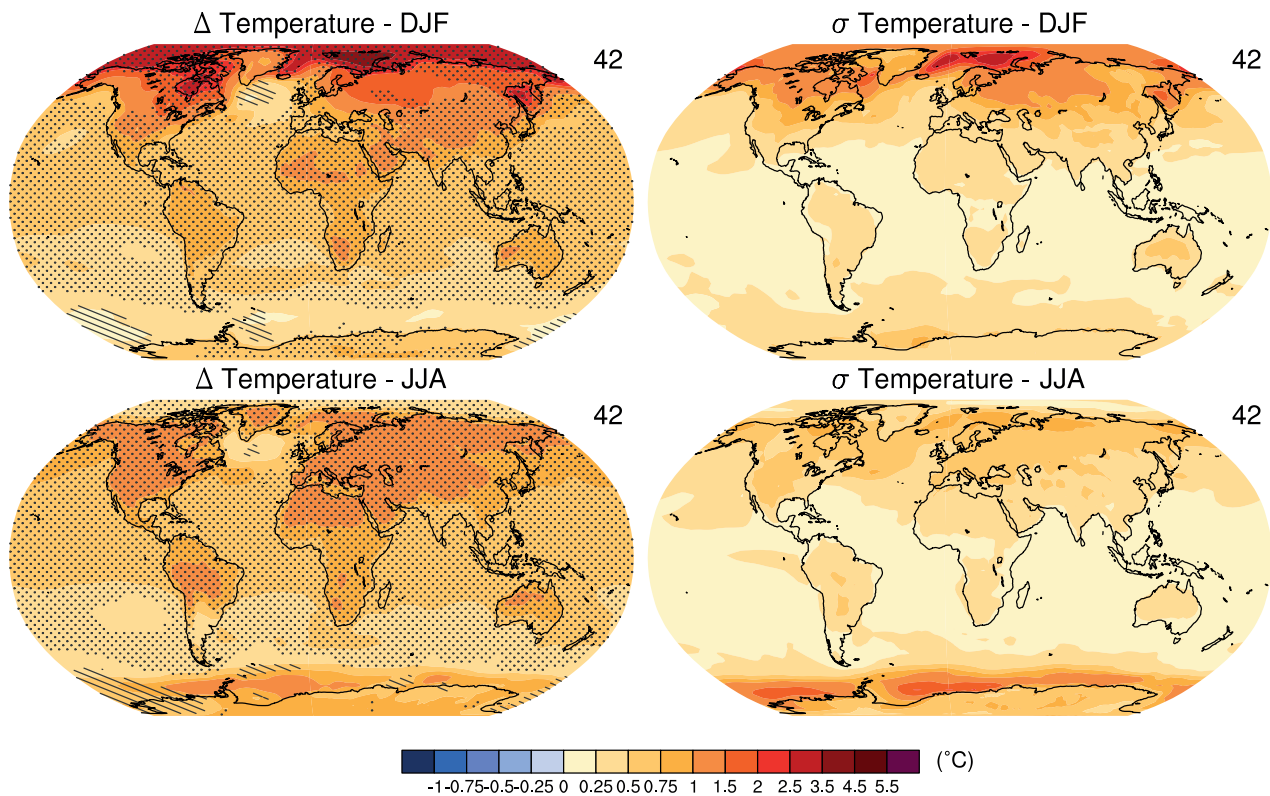 Δ Temperature - DJF
42
σ Temperature - DJF
42
Δ Temperature - JJA
42
σ Temperature - JJA
42
-1 -0.75 -0.5 -0.25 0 0.25 0.5 0.75 1 1.5 2 2.5 3.5 4.5 5.5 (°C)